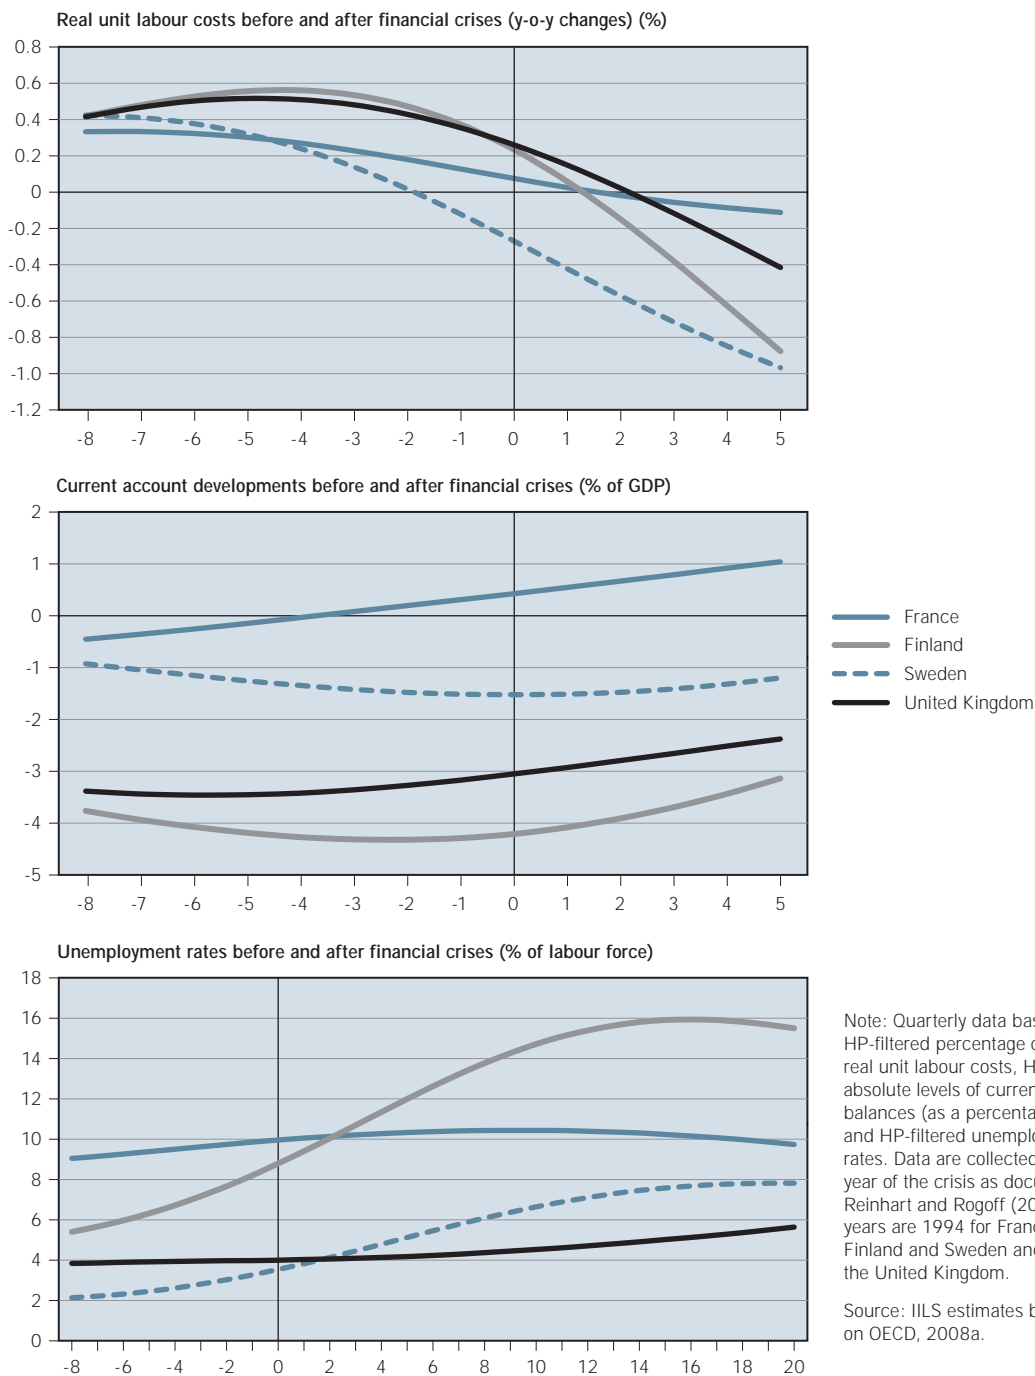 Real unit labour costs before and after financial crises (y-o-y changes) (%)
0.8
0.6
0.4
0.2
0
-0.2
-0.4
-0.6
-0.8
-1.0
-1.2
-8 -7 -6 -5 -4 -3 -2 -1 0 1 2 3 4 5
Current account developments before and after financial crises (% of GDP)
2
1
0
-1
-2
-3
-4
-5
-8 -7 -6 -5 -4 -3 -2 -1 0 1 2 3 4 5
France
Finland
Sweden
United Kingdom
Unemployment rates before and after financial crises (% of labour force)
18
16
14
12
10
8
6
4
2
0
-8 -6 -4 -2 0 2 4 6 8 10 12 14 16 18 20
Note: Quarterly data
HP-filtered percentage
real unit labour costs,
absolute levels of
balances (as a
and HP-filtered
rates. Data are collected
year of the crisis as
Reinhart and Rogoff
years are 1994 for
Finland and Sweden
the United Kingdom.
Source: IILS estimates
on OECD, 2008a.